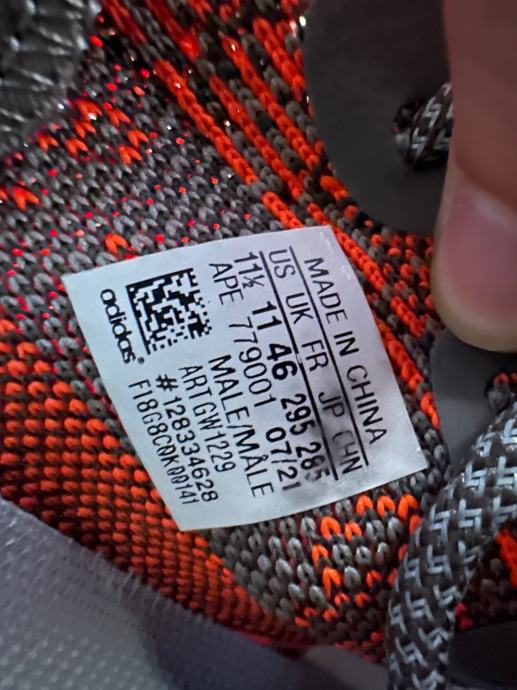 MADE IN CHINA
US UK FR JP CHN
11½ 11 46 295 285
APE 779001 07/21
MALE/MÂLE
ART GW1229
#128334628
F18G8CQK00141
adidas®